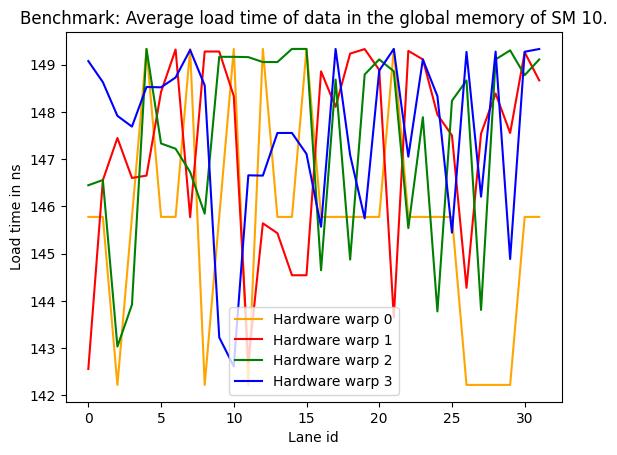 Benchmark: Average load time of data in the global memory of SM 10.
Load time in ns
149
148
147
146
145
144
143
142
Hardware warp 0
Hardware warp 1
Hardware warp 2
Hardware warp 3
0 5 10 15 20 25 30
Lane id